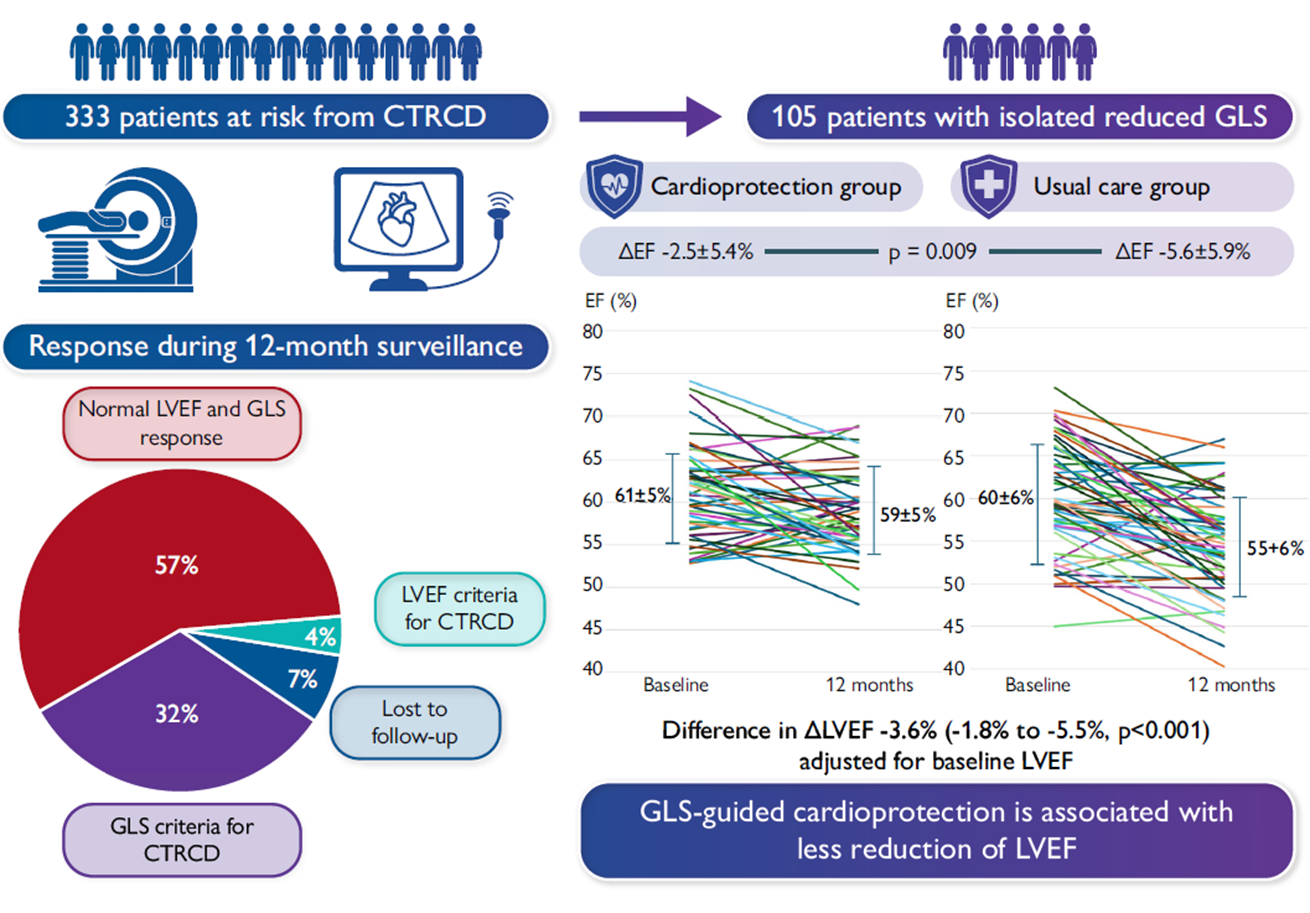 333 patients at risk from CTRCD
105 patients with isolated reduced GLS
Cardioprotection group
Usual care group
ΔEF -2.5±5.4%
p = 0.009
ΔEF -5.6±5.9%
Response during 12-month surveillance
Normal LVEF and GLS
response
57%
LVEF criteria
for CTRCD
4%
7%
Lost to
follow-up
32%
GLS criteria for
CTRCD
EF (%)
80
75
70
65
60
55
50
45
40
61±5%
59±5%
Baseline
12 months
EF (%)
80
75
70
65
60
55
50
45
40
60±6%
55+6%
Baseline
12 months
Difference in ΔLVEF -3.6% (-1.8% to -5.5%, p<0.001)
adjusted for baseline LVEF
GLS-guided cardioprotection is associated with
less reduction of LVEF